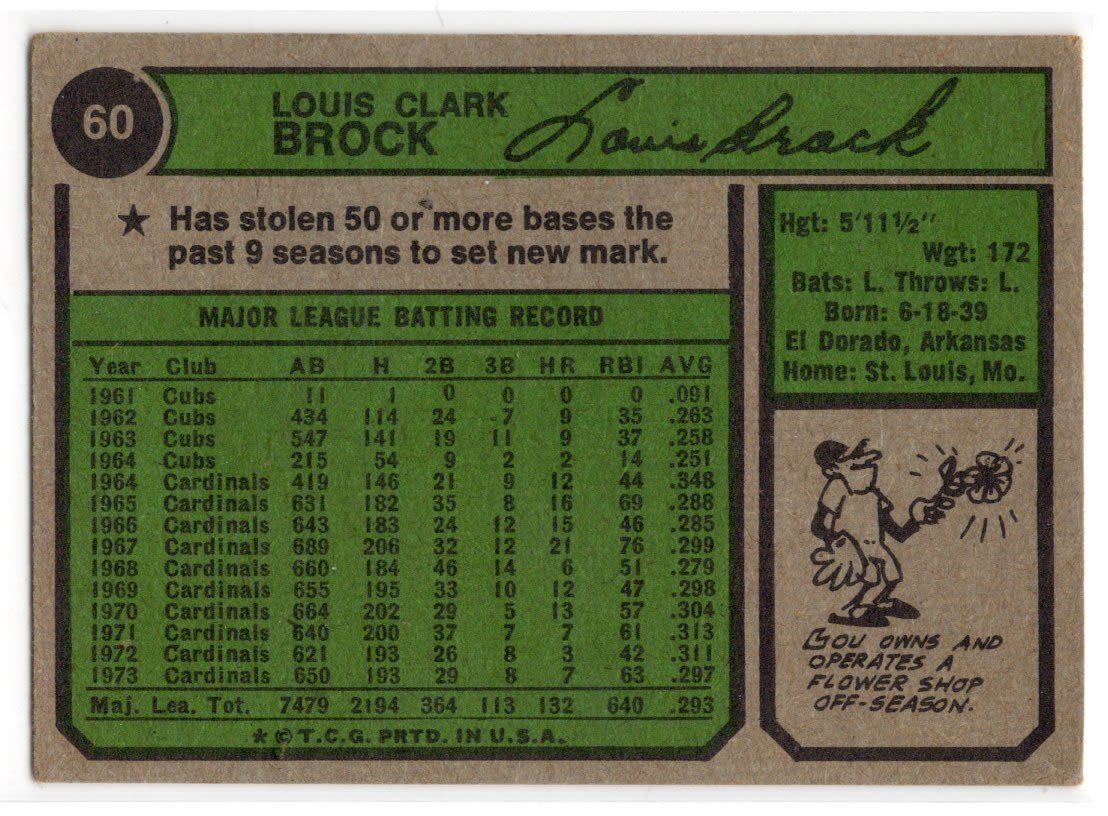 60
LOUIS CLARK
BROCK
Louis Brock
★ Has stolen 50 or more bases the
past 9 seasons to set new mark.
MAJOR LEAGUE BATTING RECORD
Year Club AB H 2B 3B HR RBI AVG
1961 Cubs 11 1 0 0 0 0 .091
1962 Cubs 434 114 24 7 9 35 .263
1963 Cubs 547 141 19 11 9 37 .258
1964 Cubs 215 54 9 2 2 14 .251
1964 Cardinals 419 146 21 9 12 44 .348
1965 Cardinals 631 182 35 8 16 69 .288
1966 Cardinals 643 183 24 12 15 46 .285
1967 Cardinals 689 206 32 12 21 76 .299
1968 Cardinals 660 184 46 14 6 51 .279
1969 Cardinals 655 195 33 10 12 47 .298
1970 Cardinals 664 202 29 5 13 57 .304
1971 Cardinals 640 200 37 7 7 61 .313
1972 Cardinals 621 193 26 8 3 42 .311
1973 Cardinals 650 193 29 8 7 63 .297
Maj. Lea. Tot. 7479 2194 364 113 132 640 .293
★ © T.C.G. PRTD. IN U.S.A.
Hgt: 5'11½"
Wgt: 172
Bats: L. Throws: L.
Born: 6-18-39
El Dorado, Arkansas
Home: St. Louis, Mo.
LOU OWNS AND
OPERATES A
FLOWER SHOP
OFF-SEASON.